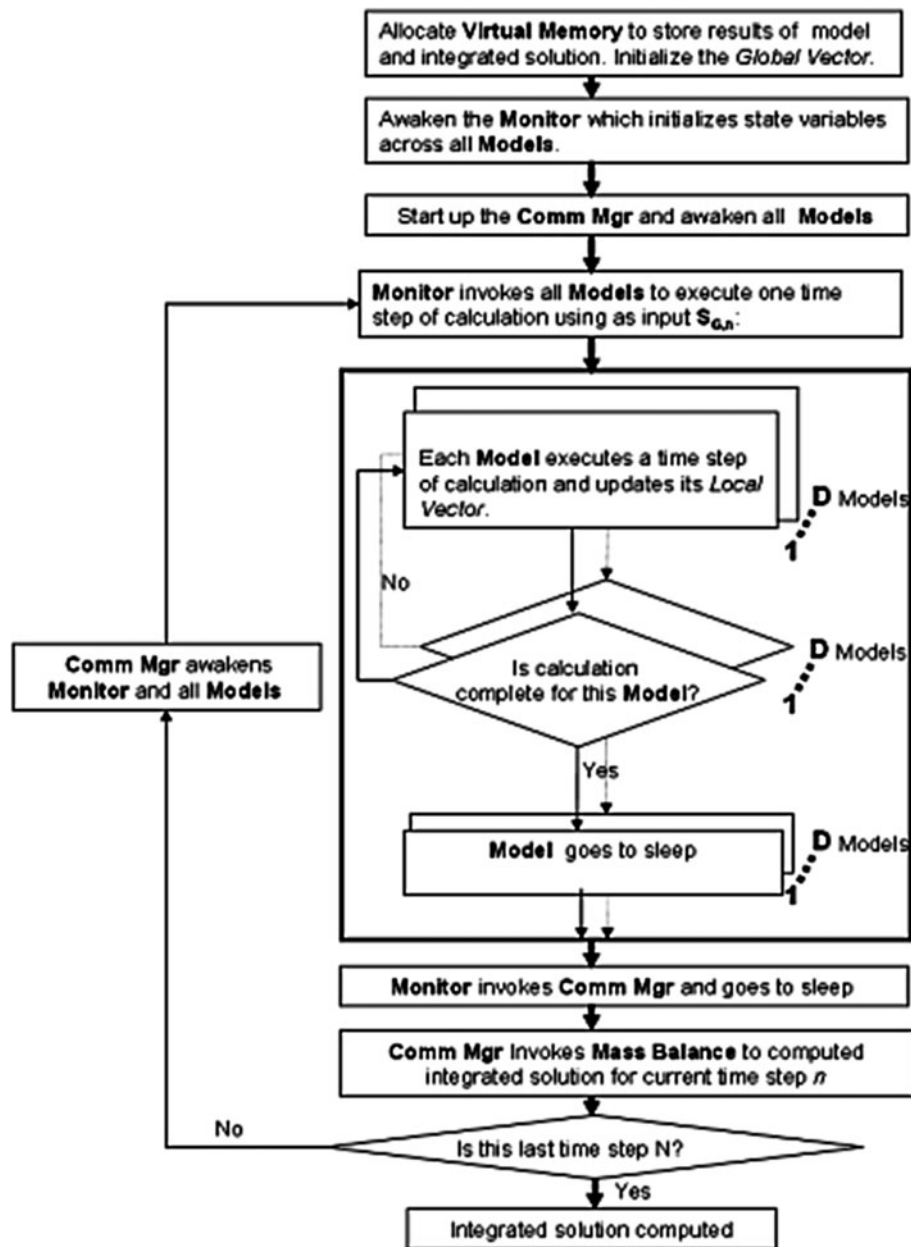 Allocate Virtual Memory to store results of model
and integrated solution. Initialize the Global Vector.
Awaken the Monitor which initializes state variables
across all Models.
Start up the Comm Mgr and awaken all Models
Monitor invokes all Models to execute one time
step of calculation using as input S_G,n:
Each Model executes a time step
of calculation and updates its Local
Vector.
D Models
1
No
Is calculation
complete for this Model?
D Models
1
Comm Mgr awakens
Monitor and all Models
Yes
Model goes to sleep
D Models
1
Monitor invokes Comm Mgr and goes to sleep
Comm Mgr Invokes Mass Balance to computed
integrated solution for current time step n
No
Is this last time step N?
Yes
Integrated solution computed